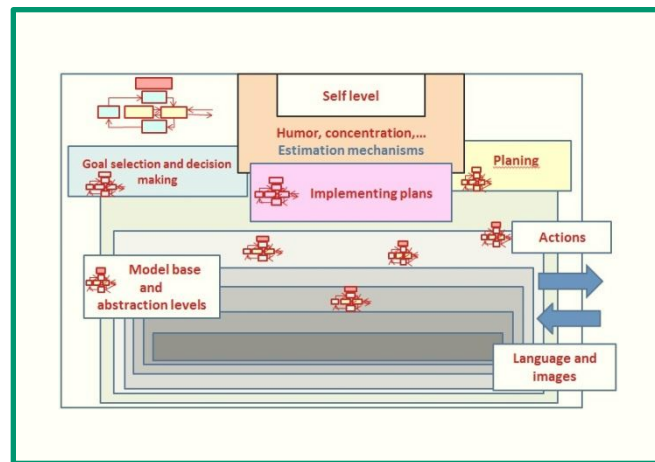 Self level
Humor, concentration,...
Estimation mechanisms
Goal selection and decision
making
Planing
Implementing plans
Actions
Model base
and
abstraction levels
Language and
images